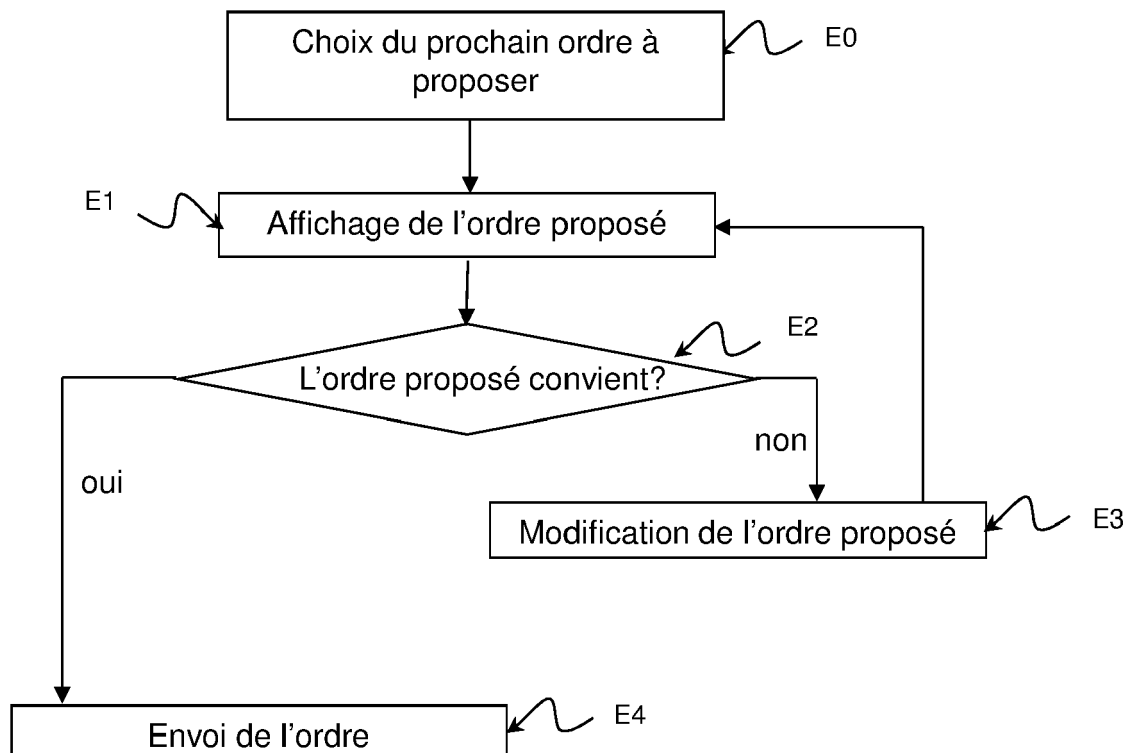 Choix du prochain ordre à
proposer
E0
E1
Affichage de l'ordre proposé
E2
L'ordre proposé convient?
non
oui
Modification de l'ordre proposé
E3
E4
Envoi de l'ordre